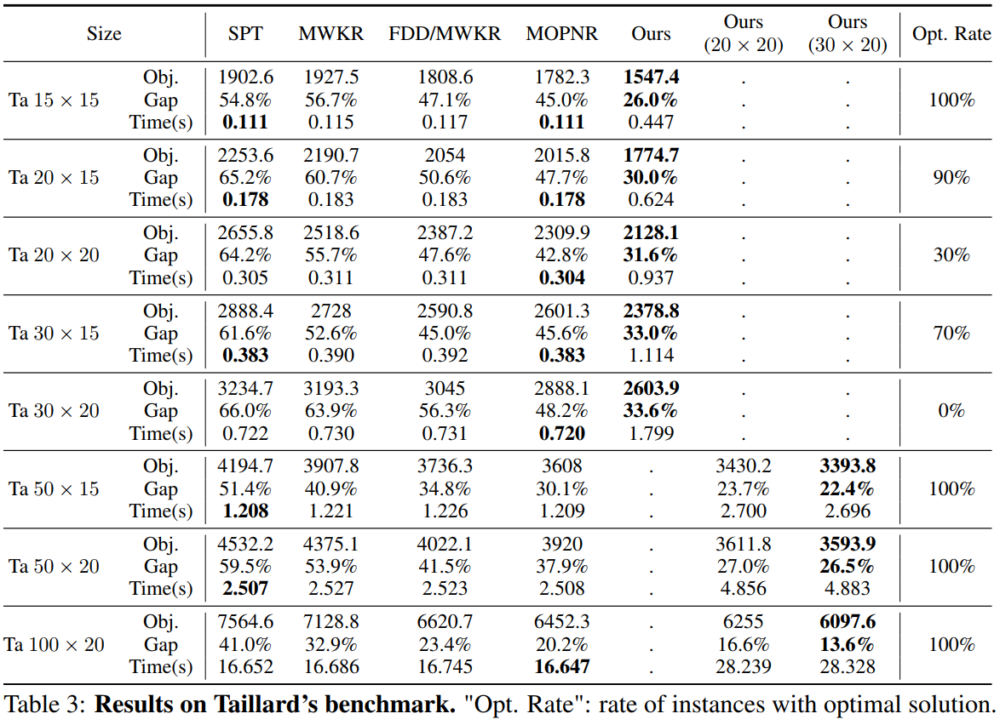 Size SPT MWKR FDD/MWKR MOPNR Ours Ours (20 × 20) Ours (30 × 20) Opt. Rate
Obj. 1902.6 1927.5 1808.6 1782.3 1547.4 . .
Ta 15 × 15 Gap 54.8% 56.7% 47.1% 45.0% 26.0% . . 100%
Time(s) 0.111 0.115 0.117 0.111 0.447 . .
Obj. 2253.6 2190.7 2054 2015.8 1774.7 . .
Ta 20 × 15 Gap 65.2% 60.7% 50.6% 47.7% 30.0% . . 90%
Time(s) 0.178 0.183 0.183 0.178 0.624 . .
Obj. 2655.8 2518.6 2387.2 2309.9 2128.1 . .
Ta 20 × 20 Gap 64.2% 55.7% 47.6% 42.8% 31.6% . . 30%
Time(s) 0.305 0.311 0.311 0.304 0.937 . .
Obj. 2888.4 2728 2590.8 2601.3 2378.8 . .
Ta 30 × 15 Gap 61.6% 52.6% 45.0% 45.6% 33.0% . . 70%
Time(s) 0.383 0.390 0.392 0.383 1.114 . .
Obj. 3234.7 3193.3 3045 2888.1 2603.9 . .
Ta 30 × 20 Gap 66.0% 63.9% 56.3% 48.2% 33.6% . . 0%
Time(s) 0.722 0.730 0.731 0.720 1.799 . .
Obj. 4194.7 3907.8 3736.3 3608 . 3430.2 3393.8
Ta 50 × 15 Gap 51.4% 40.9% 34.8% 30.1% . 23.7% 22.4% 100%
Time(s) 1.208 1.221 1.226 1.209 . 2.700 2.696
Obj. 4532.2 4375.1 4022.1 3920 . 3611.8 3593.9
Ta 50 × 20 Gap 59.5% 53.9% 41.5% 37.9% . 27.0% 26.5% 100%
Time(s) 2.507 2.527 2.523 2.508 . 4.856 4.883
Obj. 7564.6 7128.8 6620.7 6452.3 . 6255 6097.6
Ta 100 × 20 Gap 41.0% 32.9% 23.4% 20.2% . 16.6% 13.6% 100%
Time(s) 16.652 16.686 16.745 16.647 . 28.239 28.328
Table 3: Results on Taillard's benchmark. "Opt. Rate": rate of instances with optimal solution.